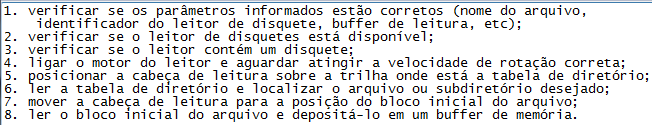 1. verificar se os parâmetros informados estão corretos (nome do arquivo,
identificador do leitor de disquete, buffer de leitura, etc);
2. verificar se o leitor de disquetes está disponível;
3. verificar se o leitor contém um disquete;
4. ligar o motor do leitor e aguardar atingir a velocidade de rotação correta;
5. posicionar a cabeça de leitura sobre a trilha onde está a tabela de diretório;
6. ler a tabela de diretório e localizar o arquivo ou subdiretório desejado;
7. mover a cabeça de leitura para a posição do bloco inicial do arquivo;
8. ler o bloco inicial do arquivo e depositá-lo em um buffer de memória.